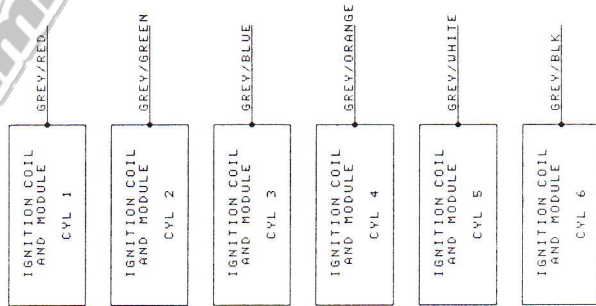 GREY/RED
IGNITION COIL
AND MODULE
CYL 1
GREY/GREEN
IGNITION COIL
AND MODULE
CYL 2
GREY/BLUE
IGNITION COIL
AND MODULE
CYL 3
GREY/ORANGE
IGNITION COIL
AND MODULE
CYL 4
GREY/WHITE
IGNITION COIL
AND MODULE
CYL 5
GREY/BLK
IGNITION COIL
AND MODULE
CYL 6